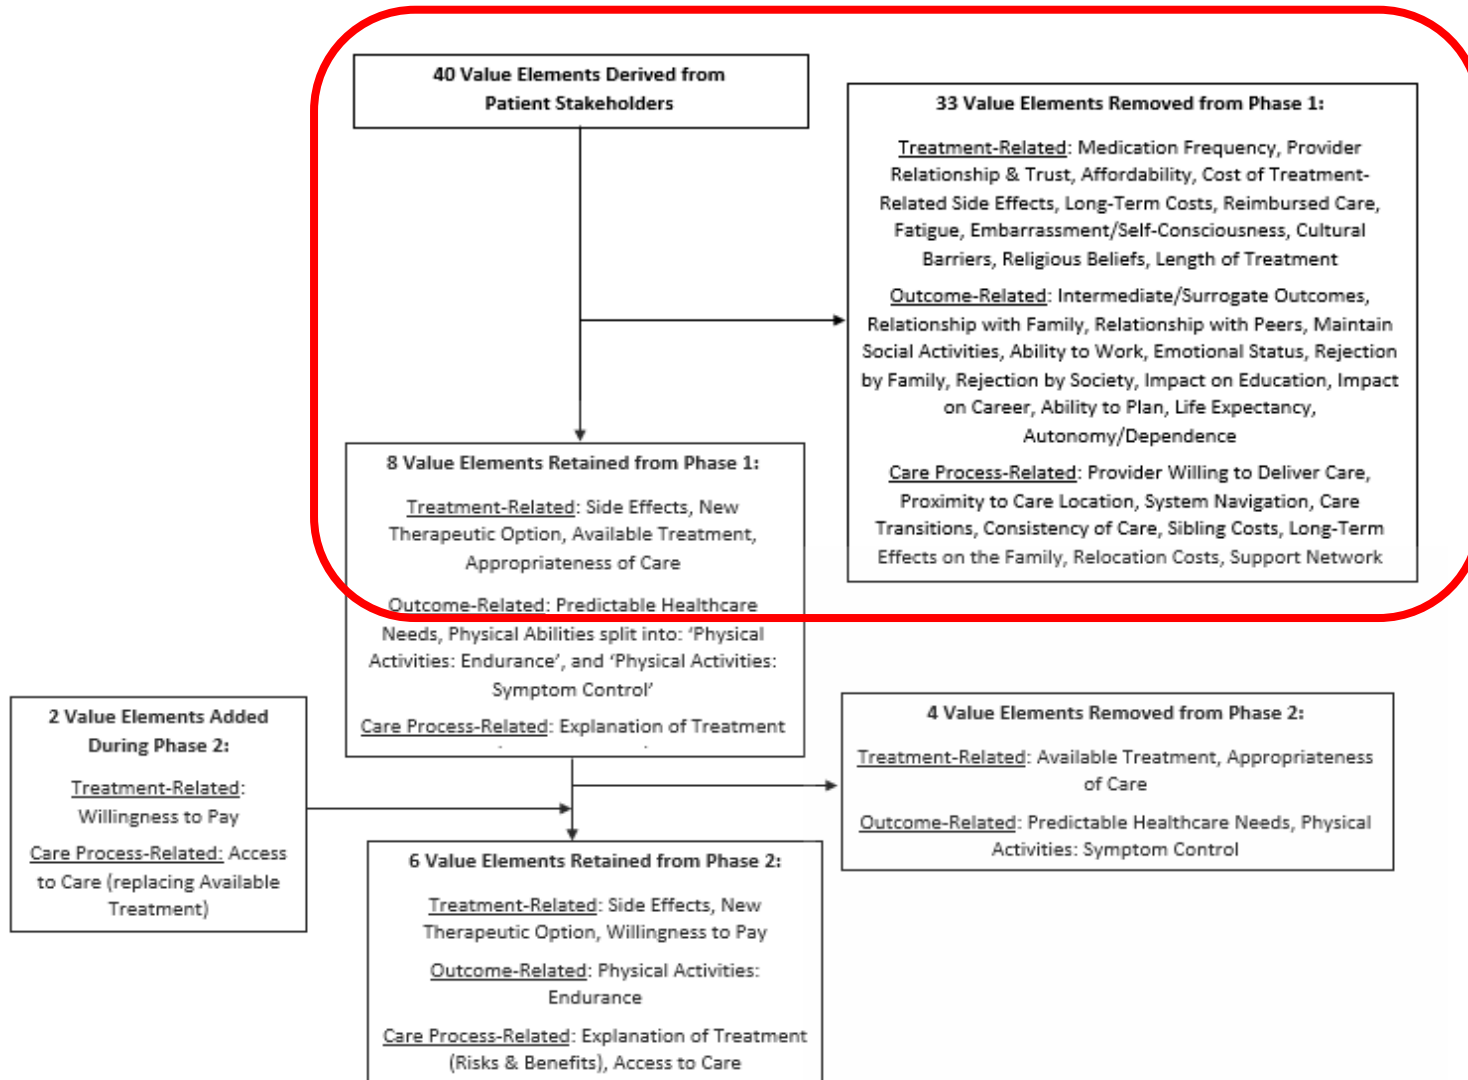 40 Value Elements Derived from
Patient Stakeholders
33 Value Elements Removed from Phase 1:
Treatment-Related: Medication Frequency, Provider
Relationship & Trust, Affordability, Cost of Treatment-
Related Side Effects, Long-Term Costs, Reimbursed Care,
Fatigue, Embarrassment/Self-Consciousness, Cultural
Barriers, Religious Beliefs, Length of Treatment
Outcome-Related: Intermediate/Surrogate Outcomes,
Relationship with Family, Relationship with Peers, Maintain
Social Activities, Ability to Work, Emotional Status, Rejection
by Family, Rejection by Society, Impact on Education, Impact
on Career, Ability to Plan, Life Expectancy,
Autonomy/Dependence
Care Process-Related: Provider Willing to Deliver Care,
Proximity to Care Location, System Navigation, Care
Transitions, Consistency of Care, Sibling Costs, Long-Term
Effects on the Family, Relocation Costs, Support Network
8 Value Elements Retained from Phase 1:
Treatment-Related: Side Effects, New
Therapeutic Option, Available Treatment,
Appropriateness of Care
Outcome-Related: Predictable Healthcare
Needs, Physical Abilities split into: ‘Physical
Activities: Endurance’, and ‘Physical Activities:
Symptom Control’
Care Process-Related: Explanation of Treatment
2 Value Elements Added
During Phase 2:
Treatment-Related:
Willingness to Pay
Care Process-Related: Access
to Care (replacing Available
Treatment)
4 Value Elements Removed from Phase 2:
Treatment-Related: Available Treatment, Appropriateness
of Care
Outcome-Related: Predictable Healthcare Needs, Physical
Activities: Symptom Control
6 Value Elements Retained from Phase 2:
Treatment-Related: Side Effects, New
Therapeutic Option, Willingness to Pay
Outcome-Related: Physical Activities:
Endurance
Care Process-Related: Explanation of Treatment
(Risks & Benefits), Access to Care